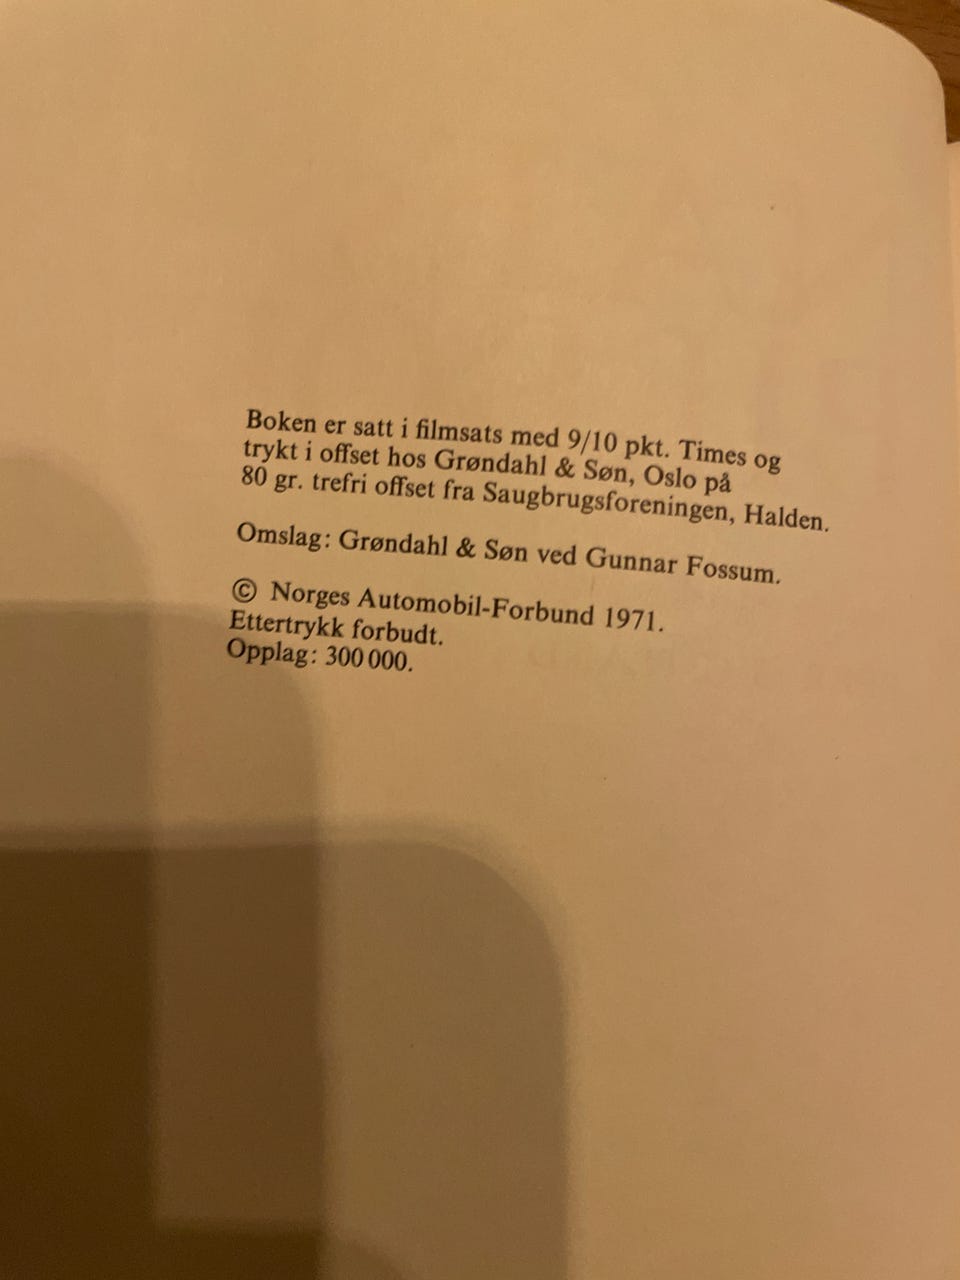 Boken er satt i filmsats med 9/10 pkt. Times og
trykt i offset hos Grøndahl & Søn, Oslo på
80 gr. trefri offset fra Saugbrugsforeningen, Halden.
Omslag: Grøndahl & Søn ved Gunnar Fossum.
© Norges Automobil-Forbund 1971.
Ettertrykk forbudt.
Opplag: 300 000.